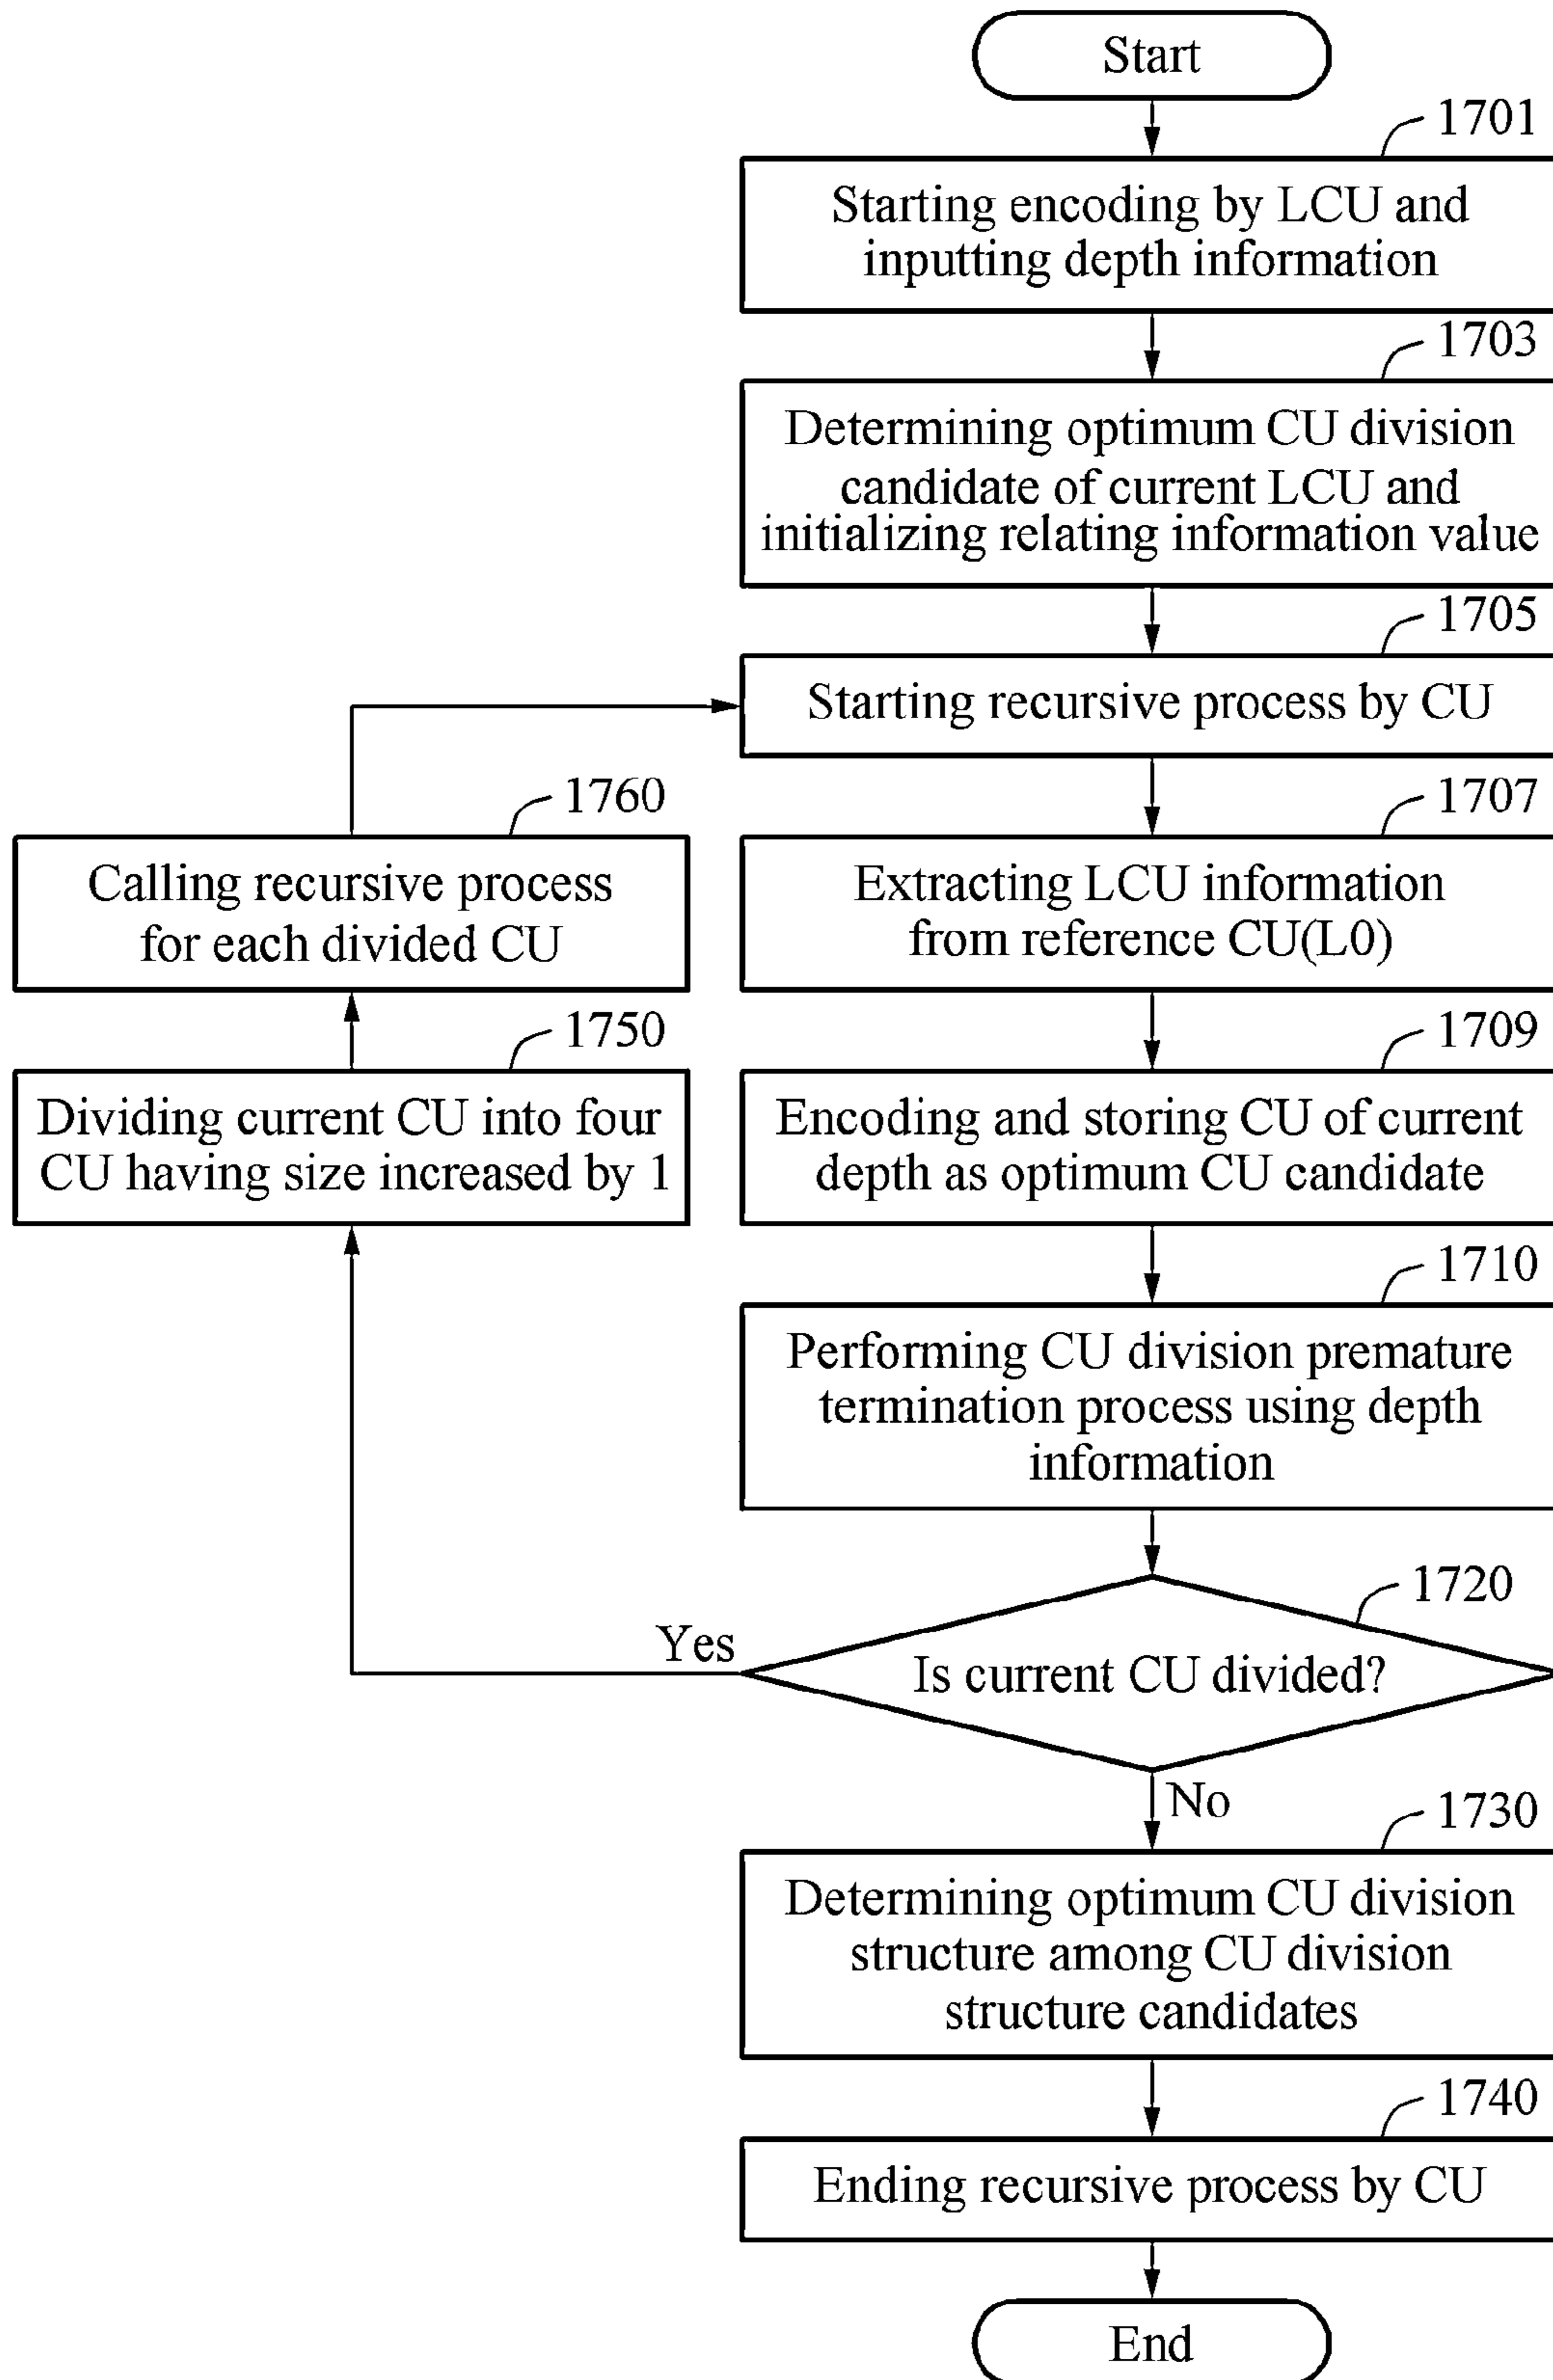 Start
1701
Starting encoding by LCU and
inputting depth information
1703
Determining optimum CU division
candidate of current LCU and
initializing relating information value
1705
Starting recursive process by CU
1760
Calling recursive process
for each divided CU
1707
Extracting LCU information
from reference CU(L0)
1750
Dividing current CU into four
CU having size increased by 1
1709
Encoding and storing CU of current
depth as optimum CU candidate
1710
Performing CU division premature
termination process using depth
information
1720
Yes
Is current CU divided?
No
1730
Determining optimum CU division
structure among CU division
structure candidates
1740
Ending recursive process by CU
End